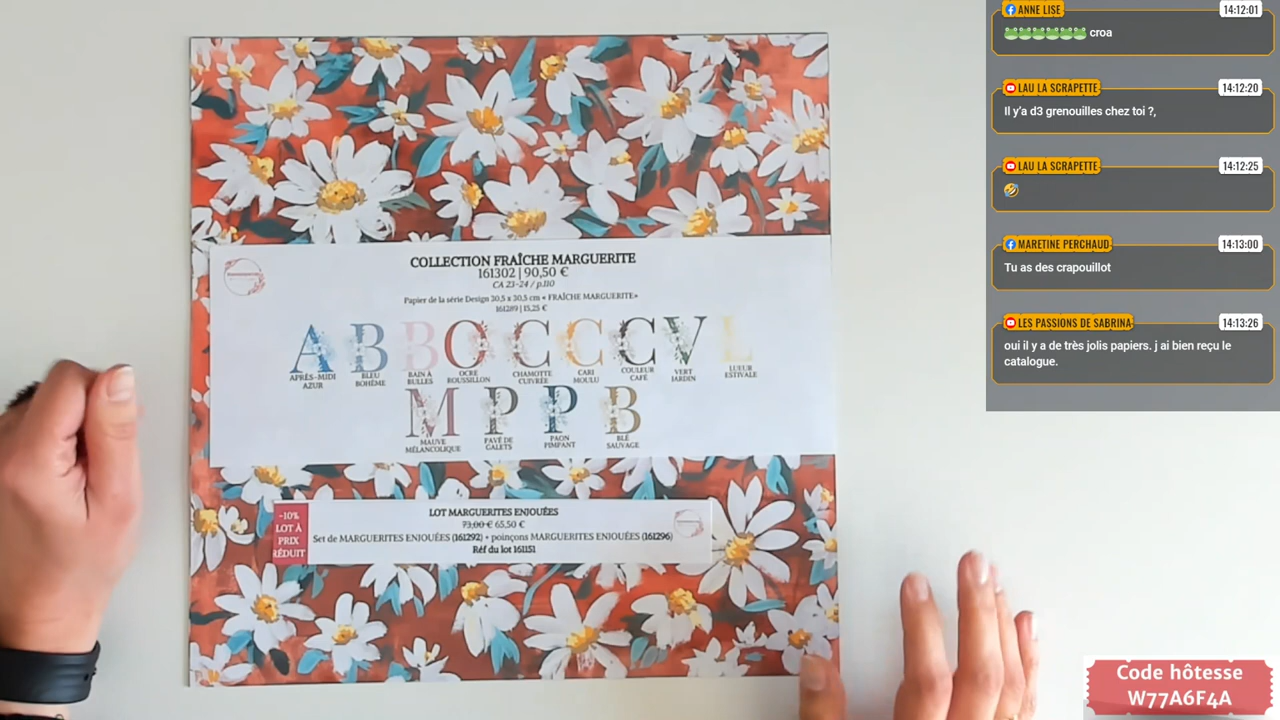 COLLECTION FRAÎCHE MARGUERITE
161302 | 90,50 €
CA 23-24 / p.110
Papier de la série Design 30,5 x 30,5 cm « FRAÎCHE MARGUERITE»
161289 | 15,25 €
A B B O C C C V L
APRÈS-MIDI AZUR
BLEU BOHÈME
BAIN À BULLES
OCRE ROUSSILLON
CHAMOTTE CUIVRÉE
CARI MOULU
COULEUR CAFÉ
VERT JARDIN
LUEUR ESTIVALE
M P P B
MAUVE MÉLANCOLIQUE
PAVÉ DE GALETS
PAON PIMPANT
BLÉ SAUVAGE
-10%
LOT À
PRIX
RÉDUIT
LOT MARGUERITES ENJOUÉES
73,00 € 65,50 €
Set de MARGUERITES ENJOUÉES (161292) + poinçons MARGUERITES ENJOUÉES (161296)
Réf du lot 161151
ANNE LISE 14:12:01
🐸🐸🐸🐸🐸🐸 croa
LAU LA SCRAPETTE 14:12:20
Il y'a d3 grenouilles chez toi ?,
LAU LA SCRAPETTE 14:12:25
🤣
MARETINE PERCHAUD 14:13:00
Tu as des crapouillot
LES PASSIONS DE SABRINA 14:13:26
oui il y a de très jolis papiers. j ai bien reçu le
catalogue.
Code hôtesse
W77A6F4A